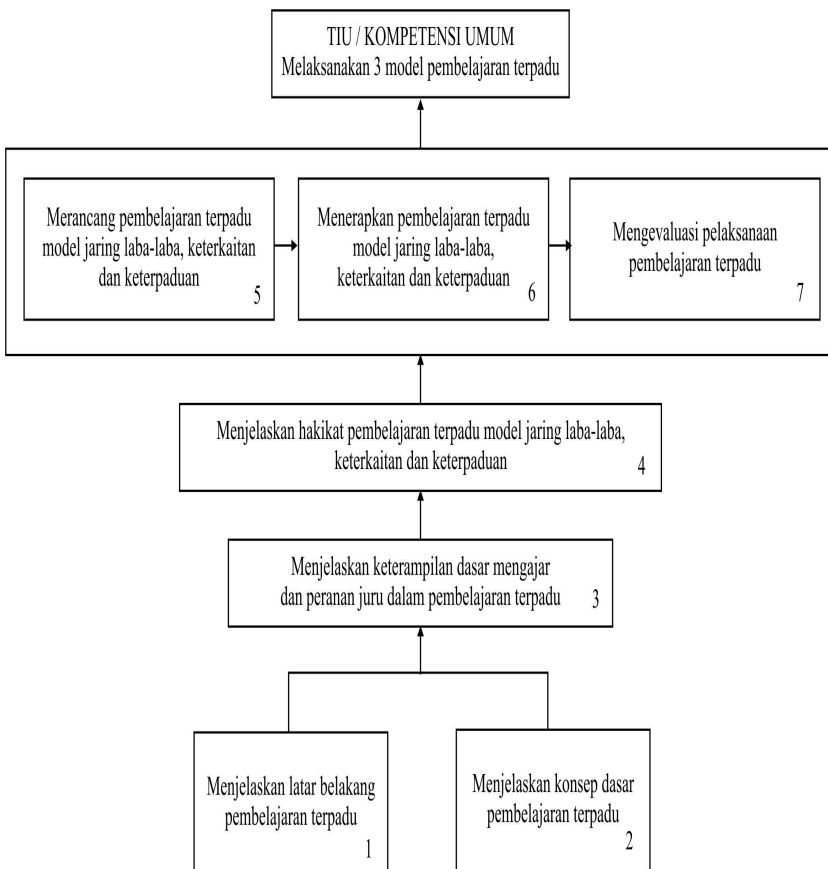 TIU / KOMPETENSI UMUM
Melaksanakan 3 model pembelajaran terpadu
Merancang pembelajaran terpadu
model jaring laba-laba, keterkaitan
dan keterpaduan
5
Menerapkan pembelajaran terpadu
model jaring laba-laba,
keterkaitan dan keterpaduan
6
Mengevaluasi pelaksanaan
pembelajaran terpadu
7
Menjelaskan hakikat pembelajaran terpadu model jaring laba-laba,
keterkaitan dan keterpaduan
4
Menjelaskan keterampilan dasar mengajar
dan peranan juru dalam pembelajaran terpadu 3
Menjelaskan latar belakang
pembelajaran terpadu
1
Menjelaskan konsep dasar
pembelajaran terpadu
2